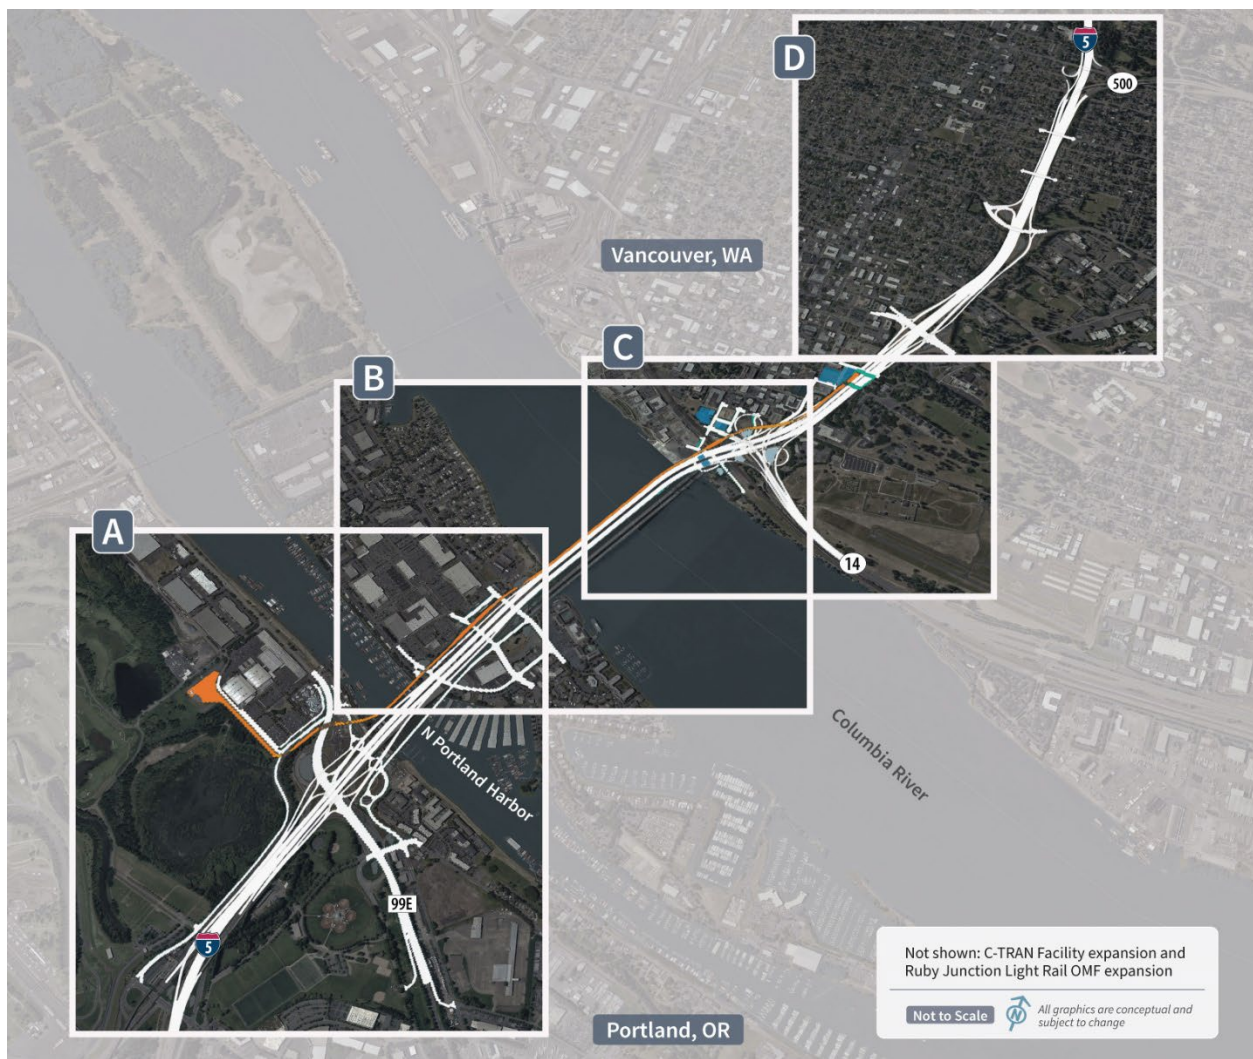 D
5
500
Vancouver, WA
C
B
A
14
N Portland Harbor
Columbia River
99E
5
Not shown: C-TRAN Facility expansion and
Ruby Junction Light Rail OMF expansion
Not to Scale
N
All graphics are conceptual and
subject to change
Portland, OR